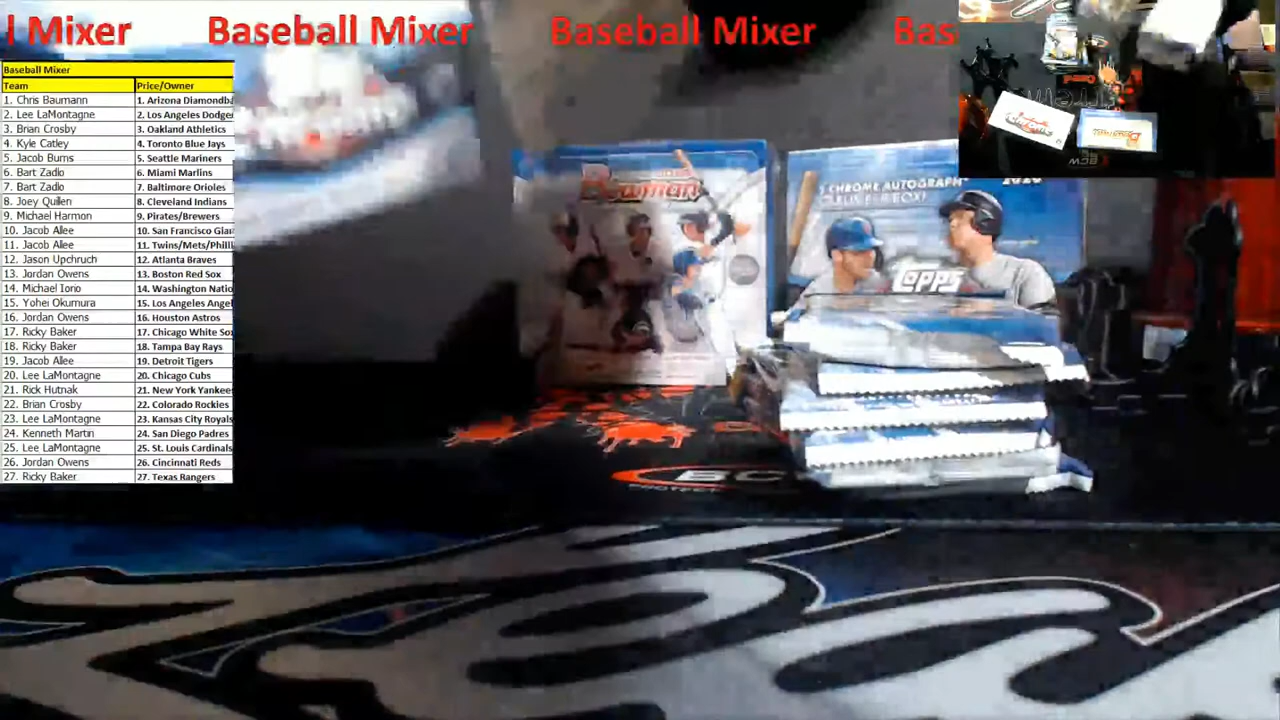 l Mixer Baseball Mixer Baseball Mixer Bas
Baseball Mixer
Team Price/Owner
1. Chris Baumann 1. Arizona Diamondba
2. Lee LaMontagne 2. Los Angeles Dodger
3. Brian Crosby 3. Oakland Athletics
4. Kyle Catley 4. Toronto Blue Jays
5. Jacob Burns 5. Seattle Mariners
6. Bart Zadlo 6. Miami Marlins
7. Bart Zadlo 7. Baltimore Orioles
8. Joey Quillen 8. Cleveland Indians
9. Michael Harmon 9. Pirates/Brewers
10. Jacob Allee 10. San Francisco Gian
11. Jacob Allee 11. Twins/Mets/Philli
12. Jason Upchruch 12. Atlanta Braves
13. Jordan Owens 13. Boston Red Sox
14. Michael Iorio 14. Washington Natio
15. Yohei Okumura 15. Los Angeles Angel
16. Jordan Owens 16. Houston Astros
17. Ricky Baker 17. Chicago White So
18. Ricky Baker 18. Tampa Bay Rays
19. Jacob Allee 19. Detroit Tigers
20. Lee LaMontagne 20. Chicago Cubs
21. Rick Hutnak 21. New York Yankees
22. Brian Crosby 22. Colorado Rockies
23. Lee LaMontagne 23. Kansas City Royals
24. Kenneth Martin 24. San Diego Padres
25. Lee LaMontagne 25. St. Louis Cardinals
26. Jordan Owens 26. Cincinnati Reds
27. Ricky Baker 27. Texas Rangers
Bowman
CHROME AUTOGRAPH
2020
Topps
BC